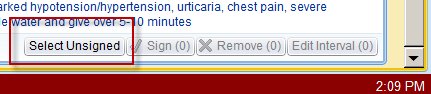 arked hypotension/hypertension, urticaria, chest pain, severe
de water and give over 5-10 minutes
Select Unsigned Sign (0) Remove (0) Edit Interval (0)
2:09 PM